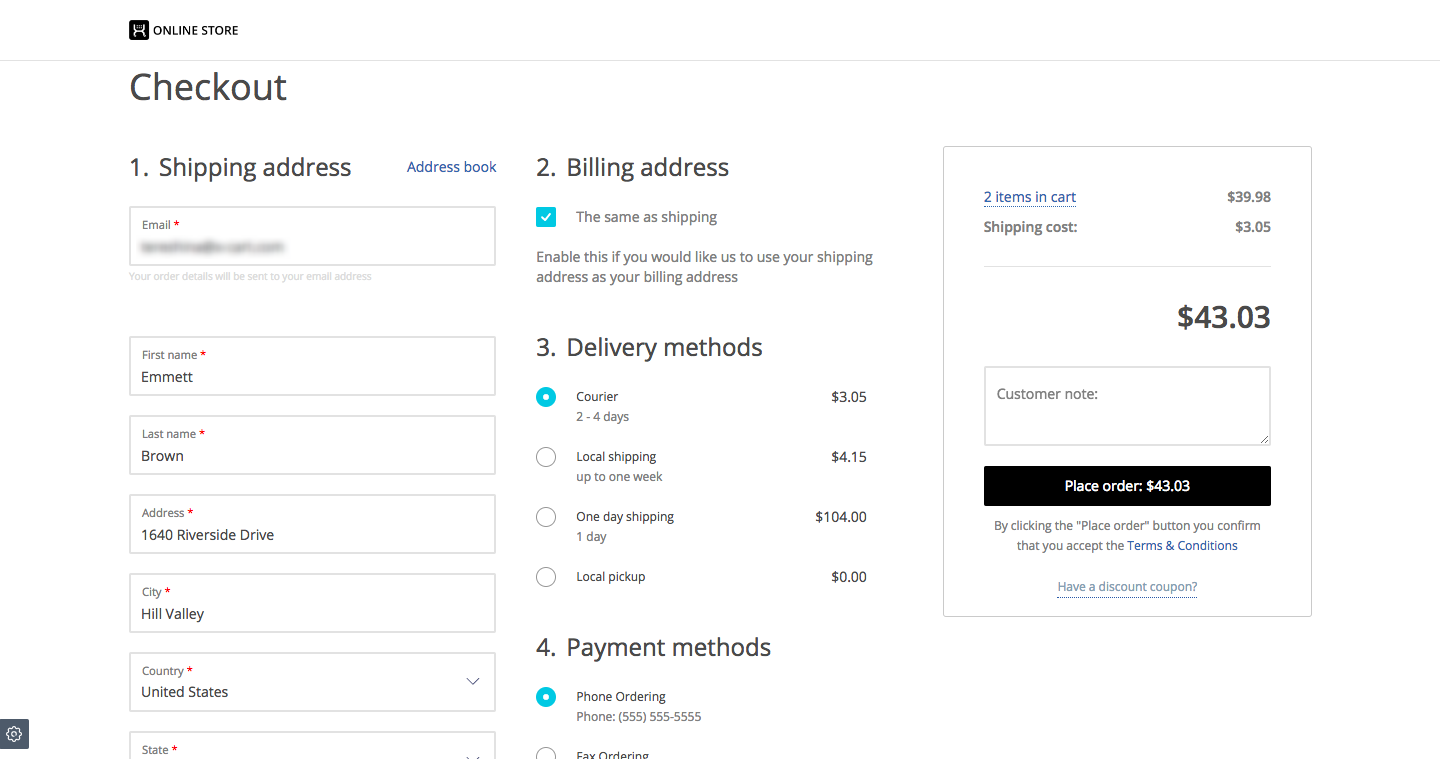 ONLINE STORE
Checkout
1. Shipping address
Address book
Email *
Your order details will be sent to your email address
First name *
Emmett
Last name *
Brown
Address *
1640 Riverside Drive
City *
Hill Valley
Country *
United States
State *
2. Billing address
The same as shipping
Enable this if you would like us to use your shipping
address as your billing address
3. Delivery methods
Courier $3.05
2 - 4 days
Local shipping $4.15
up to one week
One day shipping $104.00
1 day
Local pickup $0.00
4. Payment methods
Phone Ordering
Phone: (555) 555-5555
Fax Ordering
2 items in cart $39.98
Shipping cost: $3.05
$43.03
Customer note:
Place order: $43.03
By clicking the "Place order" button you confirm
that you accept the Terms & Conditions
Have a discount coupon?